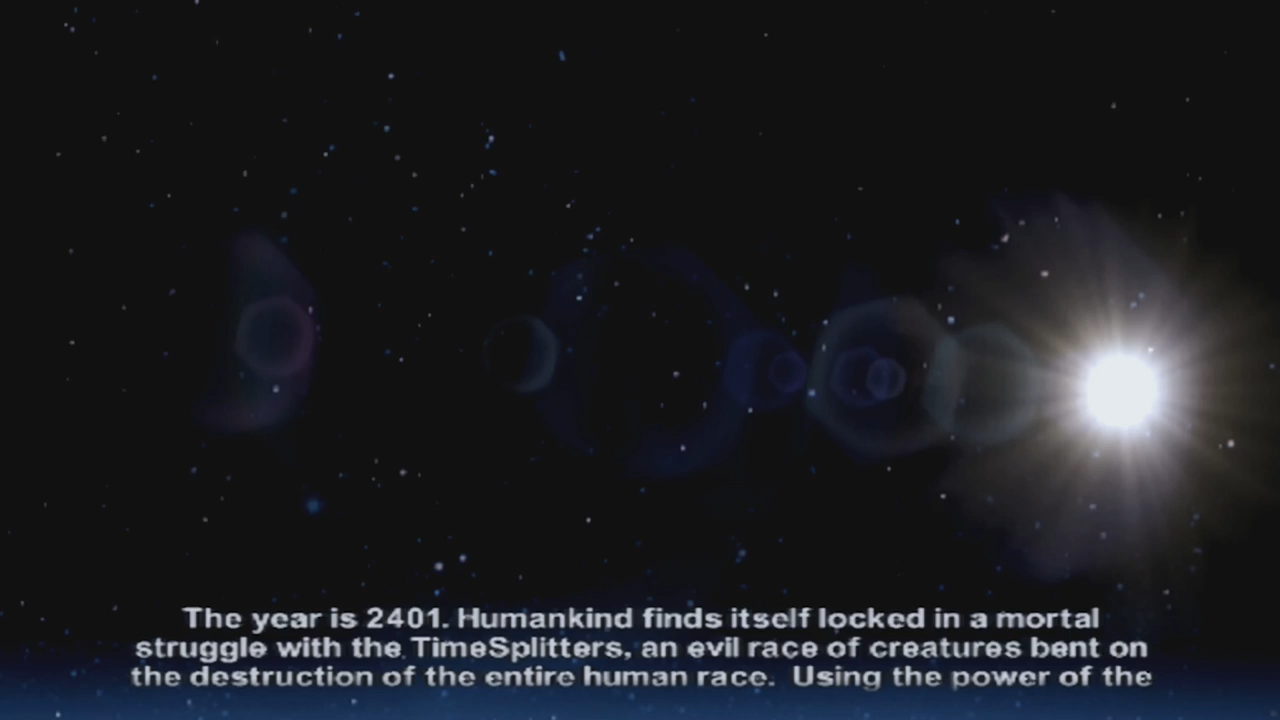 The year is 2401. Humankind finds itself locked in a mortal
struggle with the TimeSplitters, an evil race of creatures bent on
the destruction of the entire human race.  Using the power of the